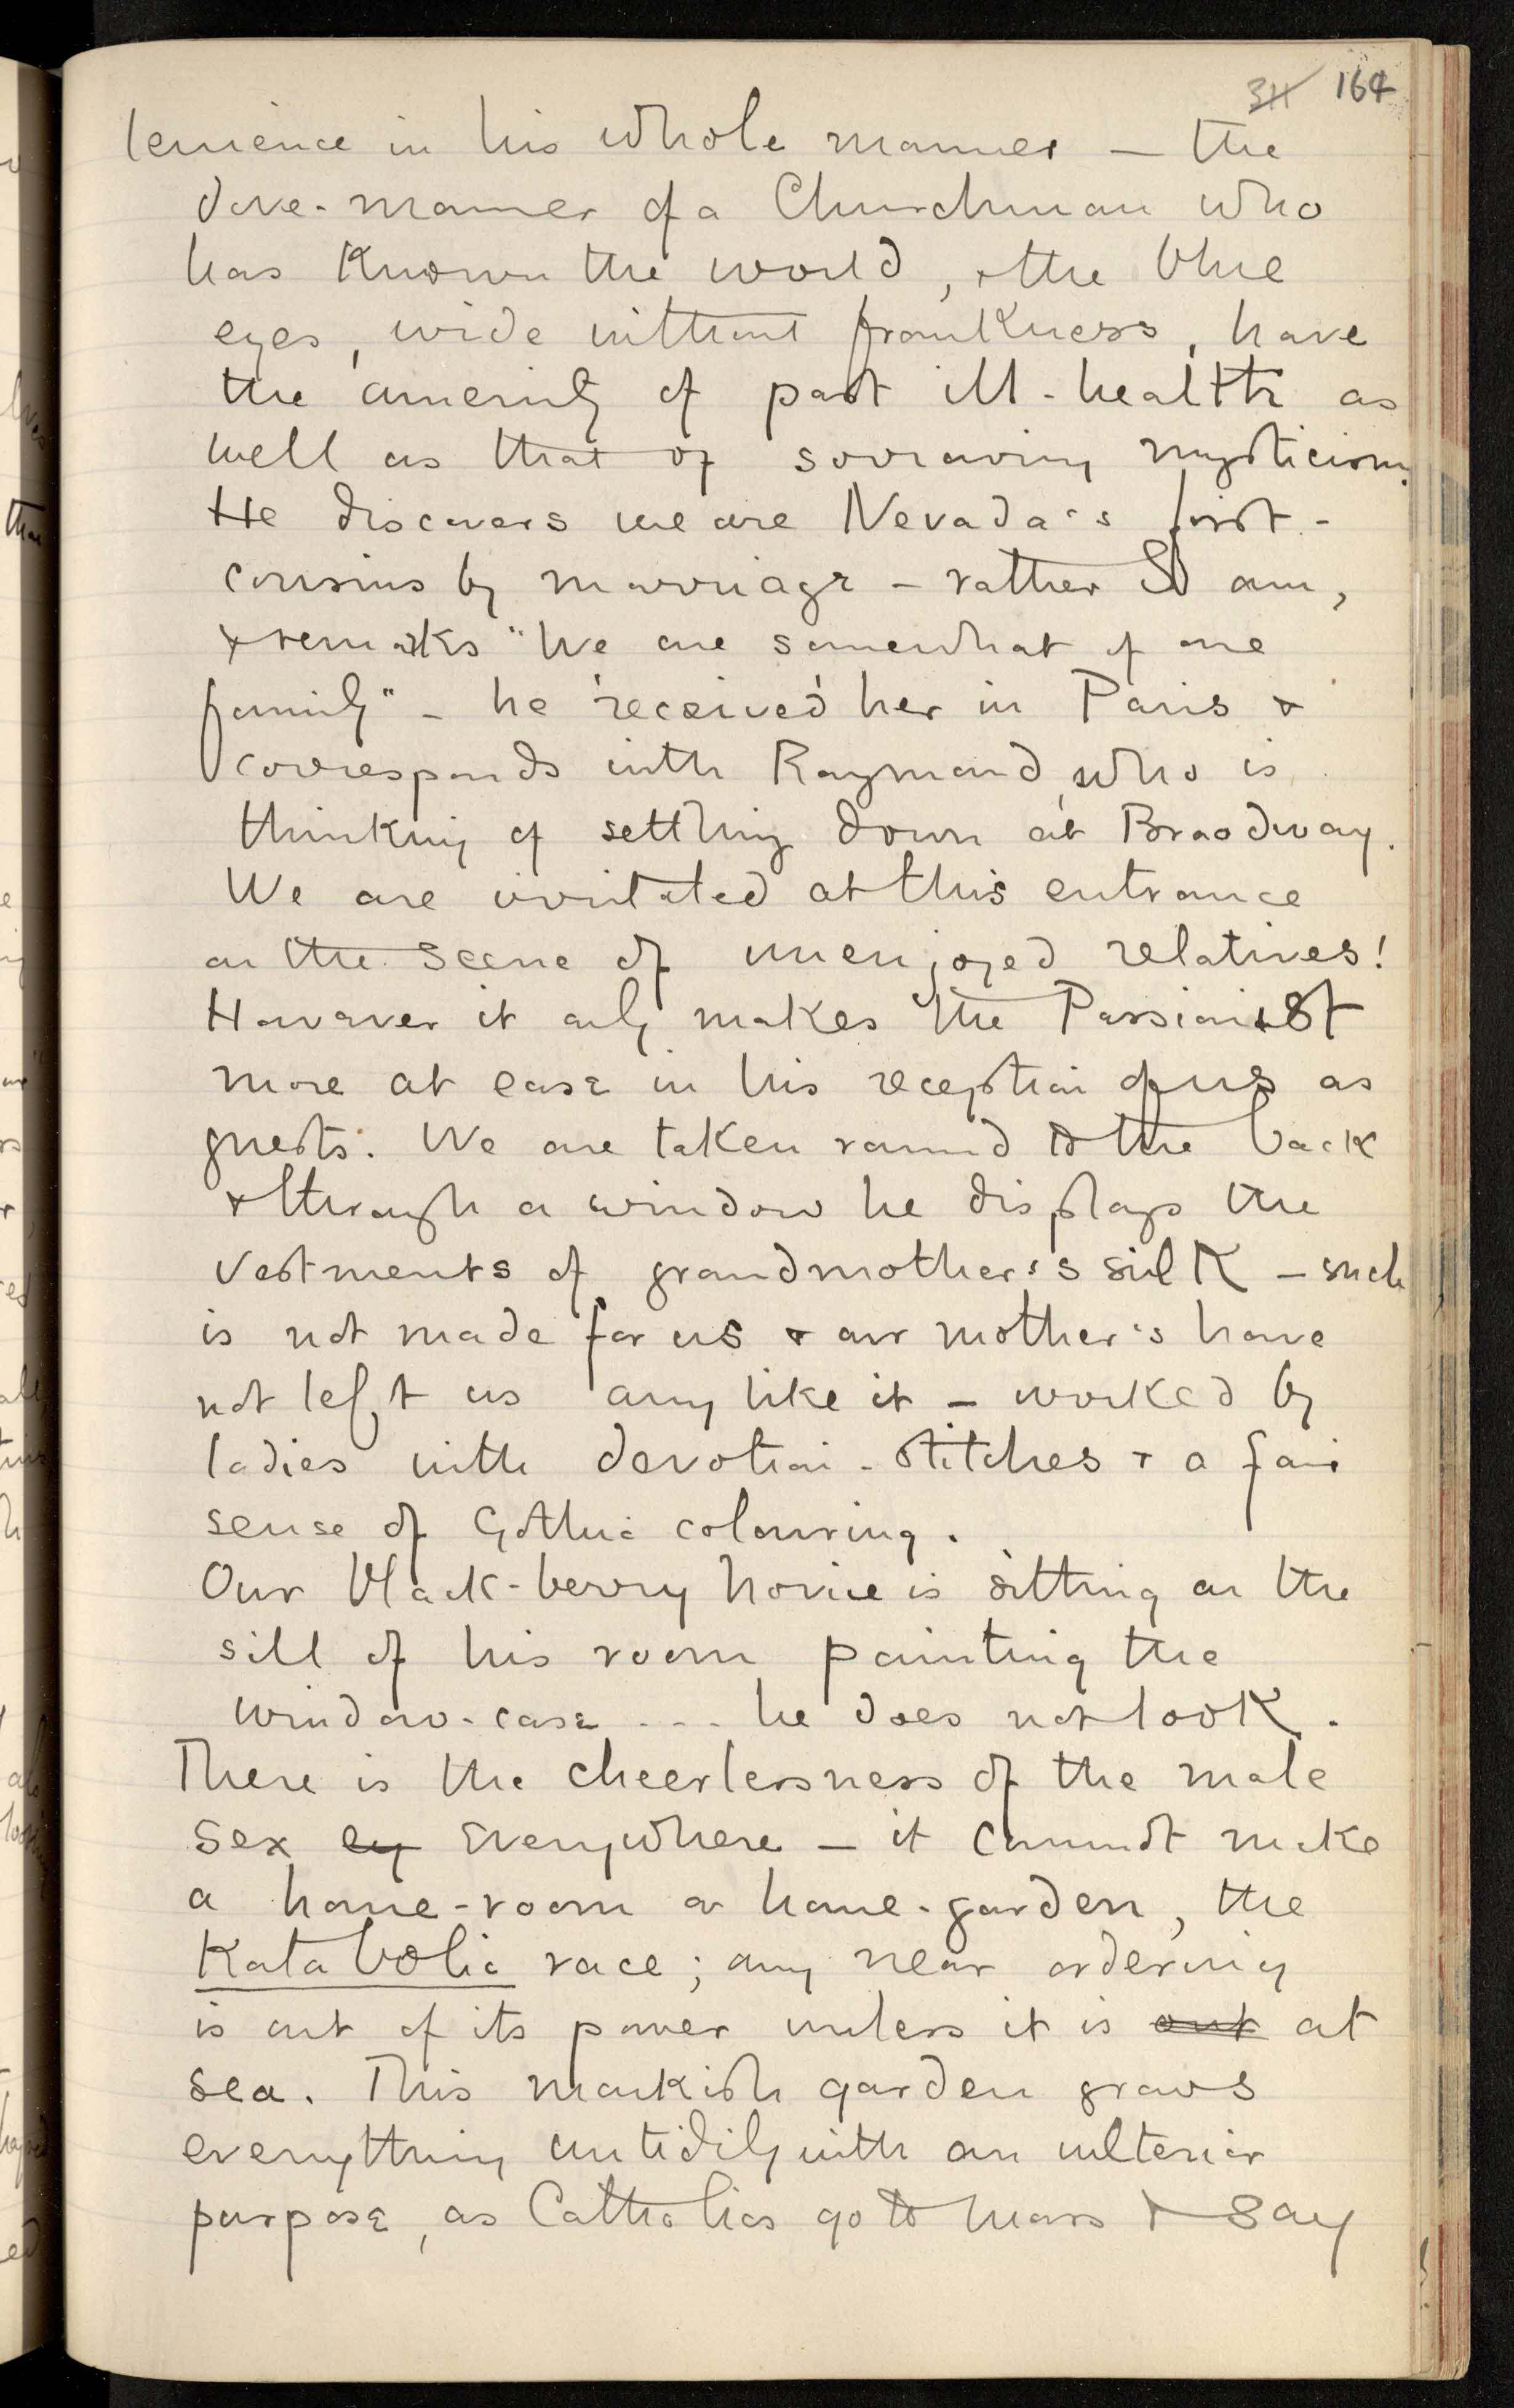 311 164
lenience in his whole manner — the
dove-manner of a Churchman who
has known the world, & the blue
eyes, wide without frankness, have
the amenity of past ill-health as
well as that of mysticism.
He discovers we are Nevada's first-
cousins by marriage — rather I am,
& remarks "We are somewhat of one
family" — he 'received' her in Paris &
corresponds with Raymond, who is
thinking of settling down at Broadway.
We are irritated at this entrance
on the scene of unenjoyed relatives!
However it only makes the Passionist
more at ease in his reception of us as
guests. We are taken round to the back
& through a window he displays the
vestments of grandmother's silk — such
is not made for us & our mother's have
not left us any like it — worked by
ladies with devotion-stitches & a fair
sense of Gothic colouring.
Our black-berry novice is sitting on the
sill of his room painting the
window-case ... he does not look.
There is the cheerlessness of the male
sex ey everywhere — it cannot make
a home-room or home-garden, the
Katabolic race; any near ordering
is out of its power unless it is out at
sea. This monkish garden grows
everything untidily with an ulterior
purpose, as Catholics go to Mass & say